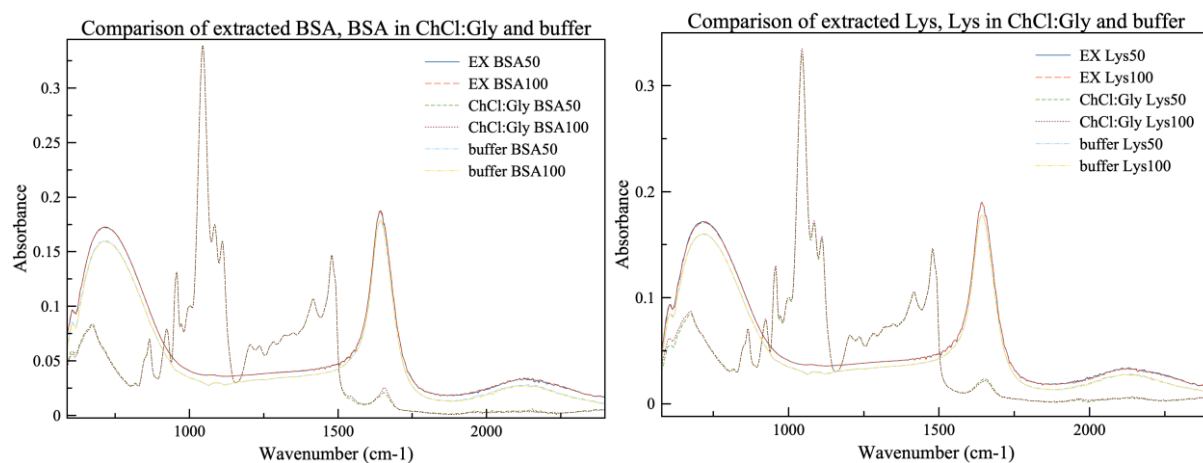 Comparison of extracted BSA, BSA in ChCl:Gly and buffer
EX BSA50
EX BSA100
ChCl:Gly BSA50
ChCl:Gly BSA100
buffer BSA50
buffer BSA100
Absorbance
0.3
0.25
0.2
0.15
0.1
0.05
0
1000
1500
2000
Wavenumber (cm-1)
Comparison of extracted Lys, Lys in ChCl:Gly and buffer
EX Lys50
EX Lys100
ChCl:Gly Lys50
ChCl:Gly Lys100
buffer Lys50
buffer Lys100
Absorbance
0.3
0.2
0.1
0
1000
1500
2000
Wavenumber (cm-1)